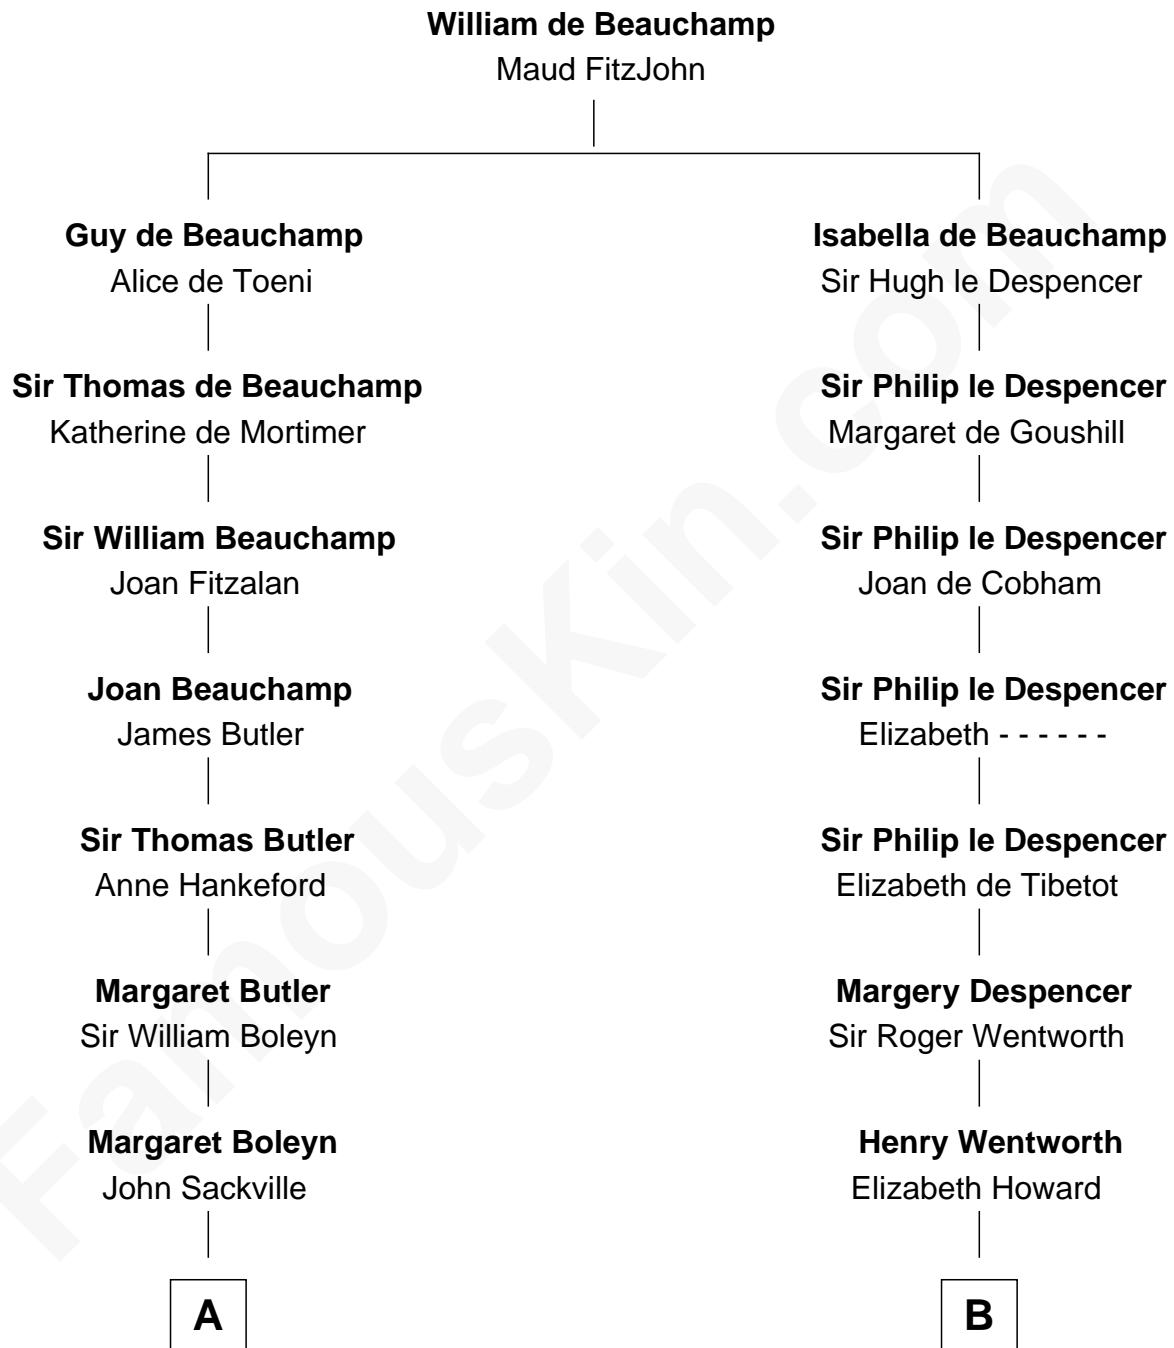 William de Beauchamp
Maud FitzJohn
Guy de Beauchamp
Alice de Toeni
Isabella de Beauchamp
Sir Hugh le Despencer
Sir Thomas de Beauchamp
Katherine de Mortimer
Sir Philip le Despencer
Margaret de Goushill
Sir William Beauchamp
Joan Fitzalan
Sir Philip le Despencer
Joan de Cobham
Joan Beauchamp
James Butler
Sir Philip le Despencer
Elizabeth - - - - - -
Sir Thomas Butler
Anne Hankeford
Sir Philip le Despencer
Elizabeth de Tibetot
Margaret Butler
Sir William Boleyn
Margery Despencer
Sir Roger Wentworth
Margaret Boleyn
John Sackville
Henry Wentworth
Elizabeth Howard
A
B
FamousKin.com